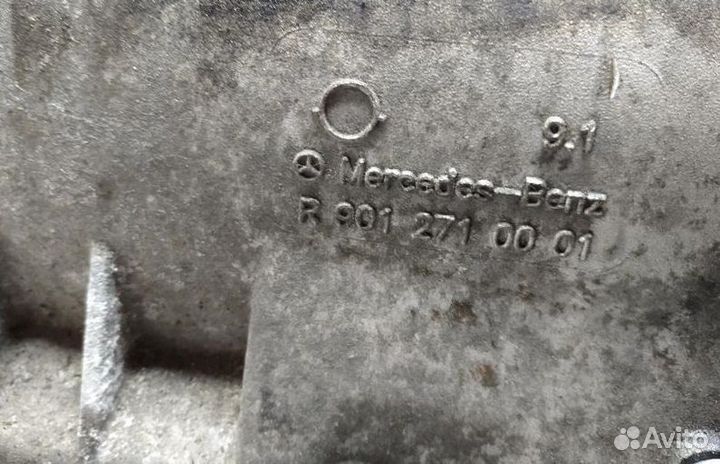 9.1
Mercedes-Benz
R 901 271 00 01
Avito